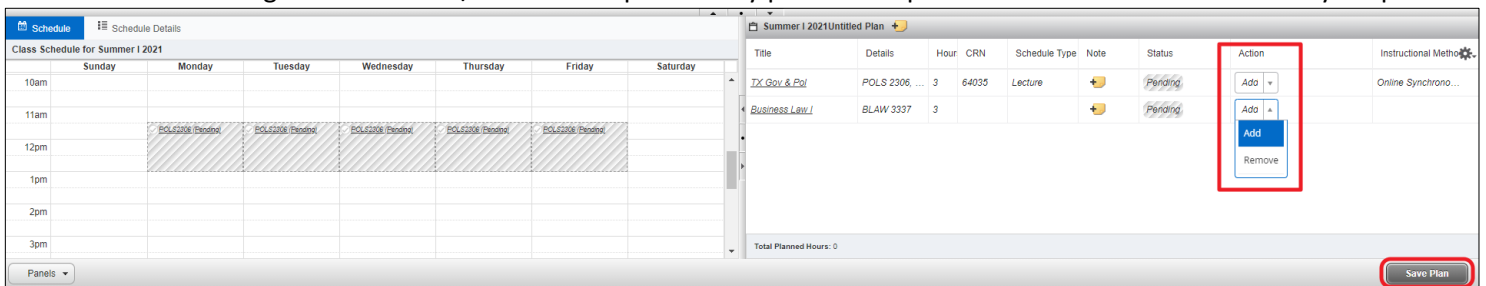 Schedule
Schedule Details
Class Schedule for Summer I 2021
Sunday Monday Tuesday Wednesday Thursday Friday Saturday
10am
11am
POLS2306 (Pending) POLS2306 (Pending) POLS2306 (Pending) POLS2306 (Pending) POLS2306 (Pending)
12pm
1pm
2pm
3pm
Panels
Summer I 2021Untitled Plan
Title Details Hour CRN Schedule Type Note Status Action Instructional Metho
TX Gov & Pol POLS 2306, ... 3 64035 Lecture Pending Add Online Synchrono...
Business Law I BLAW 3337 3 Pending Add
Add
Remove
Total Planned Hours: 0
Save Plan